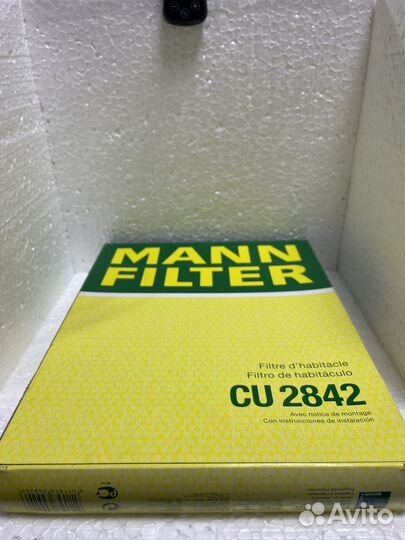 MANN
FILTER
Filtre d'habitacle
Filtro de habitáculo
CU 2842
Avec notice de montage
Con instrucciones de instalación
Avito